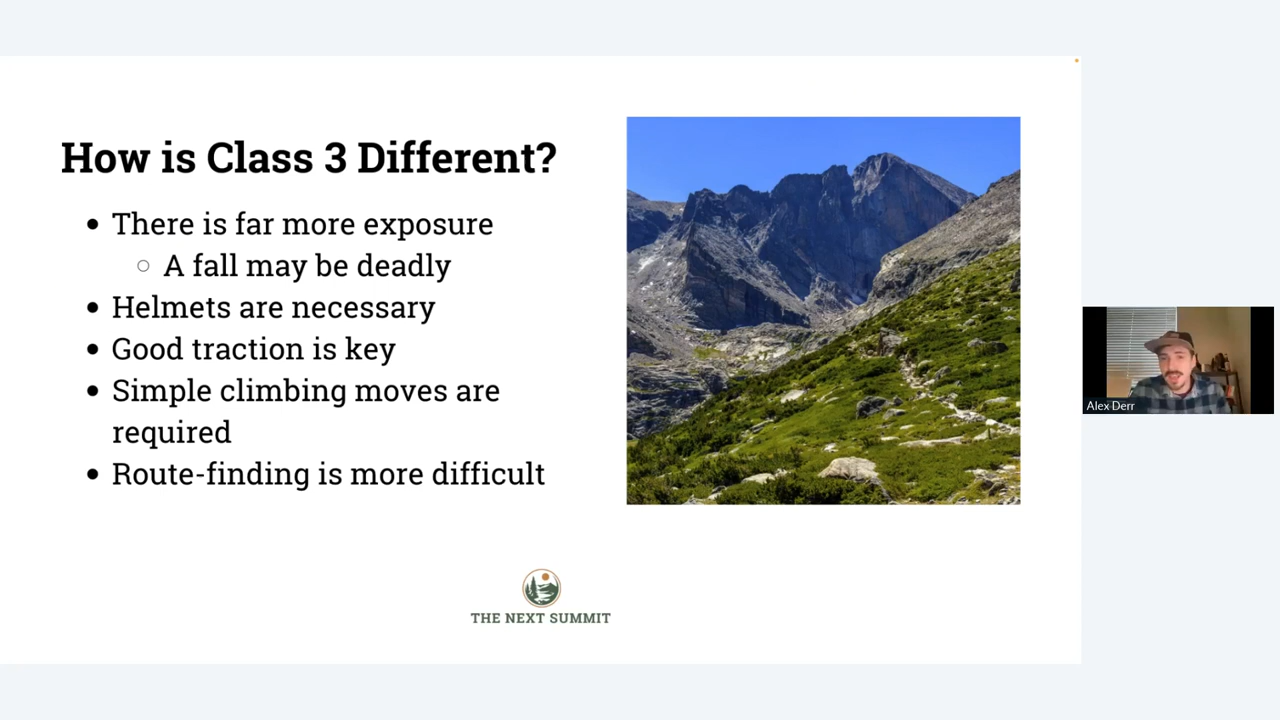 How is Class 3 Different?
There is far more exposure
A fall may be deadly
Helmets are necessary
Good traction is key
Simple climbing moves are
required
Route-finding is more difficult
THE NEXT SUMMIT
Alex Derr